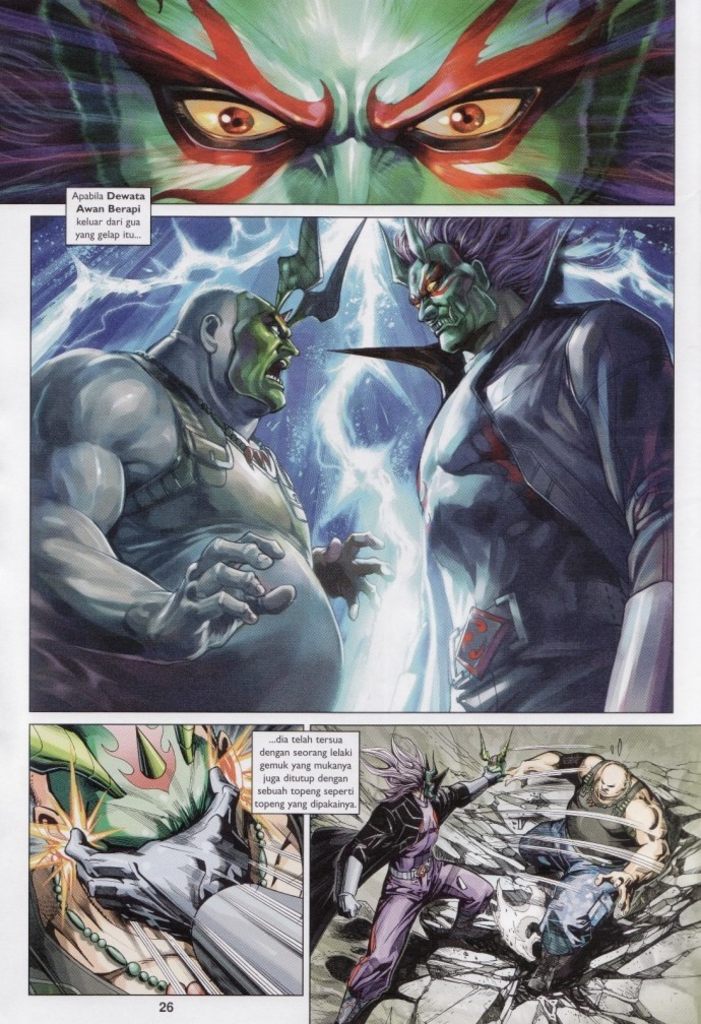 Apabila Dewata
Awan Berapi
keluar dari gua
yang gelap itu...
...dia telah tersua
dengan seorang lelaki
gemuk yang mukanya
juga ditutup dengan
sebuah topeng seperti
topeng yang dipakainya.
26